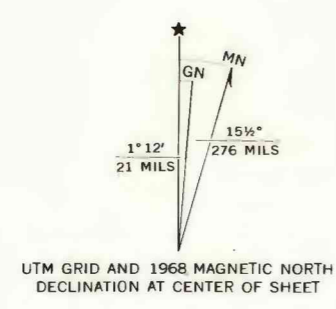 MN
GN
1° 12′
21 MILS
15½°
276 MILS
UTM GRID AND 1968 MAGNETIC NORTH
DECLINATION AT CENTER OF SHEET